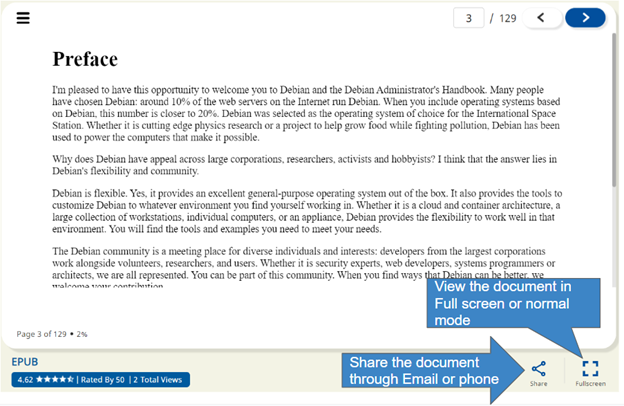 3 / 129
Preface
I'm pleased to have this opportunity to welcome you to Debian and the Debian Administrator's Handbook. Many people
have chosen Debian: around 10% of the web servers on the Internet run Debian. When you include operating systems based
on Debian, this number is closer to 20%. Debian was selected as the operating system of choice for the International Space
Station. Whether it is cutting edge physics research or a project to help grow food while fighting pollution, Debian has been
used to power the computers that make it possible.
Why does Debian have appeal across large corporations, researchers, activists and hobbyists? I think that the answer lies in
Debian's flexibility and community.
Debian is flexible. Yes, it provides an excellent general-purpose operating system out of the box. It also provides the tools to
customize Debian to whatever environment you find yourself working in. Whether it is a cloud and container architecture, a
large collection of workstations, individual computers, or an appliance, Debian provides the flexibility to work well in that
environment. You will find the tools and examples you need to meet your needs.
The Debian community is a meeting place for diverse individuals and interests: developers from the largest corporations
work alongside volunteers, researchers, and users. Whether it is security experts, web developers, systems programmers or
architects, we are all represented. You can be part of this community. When you find ways that Debian can be better, we
welcome your contribution.
View the document in
Full screen or normal
mode
Page 3 of 129 • 2%
EPUB
4.62 ★★★★⯪ | Rated By 50 | 2 Total Views
Share the document
through Email or phone
Share
Fullscreen